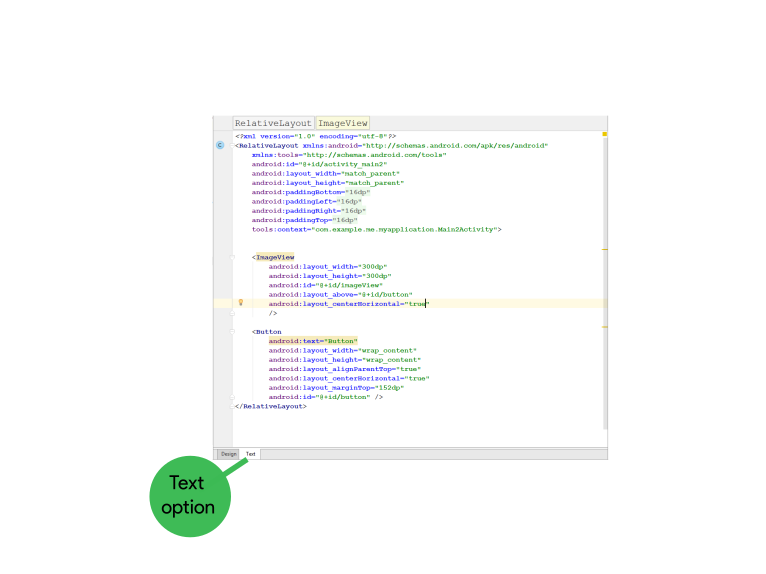 RelativeLayout ImageView
<?xml version="1.0" encoding="utf-8"?>
C <RelativeLayout xmlns:android="http://schemas.android.com/apk/res/android"
xmlns:tools="http://schemas.android.com/tools"
android:id="@+id/activity_main2"
android:layout_width="match_parent"
android:layout_height="match_parent"
android:paddingBottom="16dp"
android:paddingLeft="16dp"
android:paddingRight="16dp"
android:paddingTop="16dp"
tools:context="com.example.me.myapplication.Main2Activity">
<ImageView
android:layout_width="300dp"
android:layout_height="300dp"
android:id="@+id/imageView"
android:layout_above="@+id/button"
android:layout_centerHorizontal="true"
/>
<Button
android:text="Button"
android:layout_width="wrap_content"
android:layout_height="wrap_content"
android:layout_alignParentTop="true"
android:layout_centerHorizontal="true"
android:layout_marginTop="152dp"
android:id="@+id/button" />
</RelativeLayout>
Design Text
Text
option